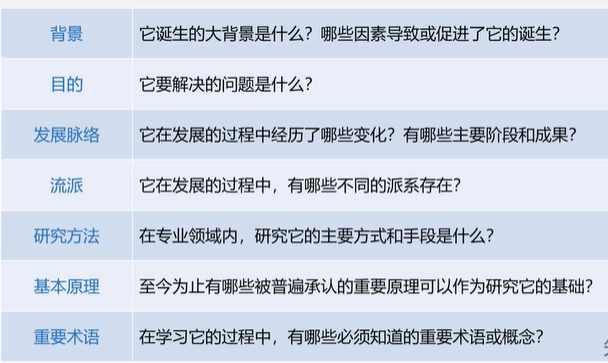 背景 它诞生的大背景是什么？哪些因素导致或促进了它的诞生？
目的 它要解决的问题是什么？
发展脉络 它在发展的过程中经历了哪些变化？有哪些主要阶段和成果？
流派 它在发展的过程中，有哪些不同的派系存在？
研究方法 在专业领域内，研究它的主要方式和手段是什么？
基本原理 至今为止有哪些被普遍承认的重要原理可以作为研究它的基础？
重要术语 在学习它的过程中，有哪些必须知道的重要术语或概念？